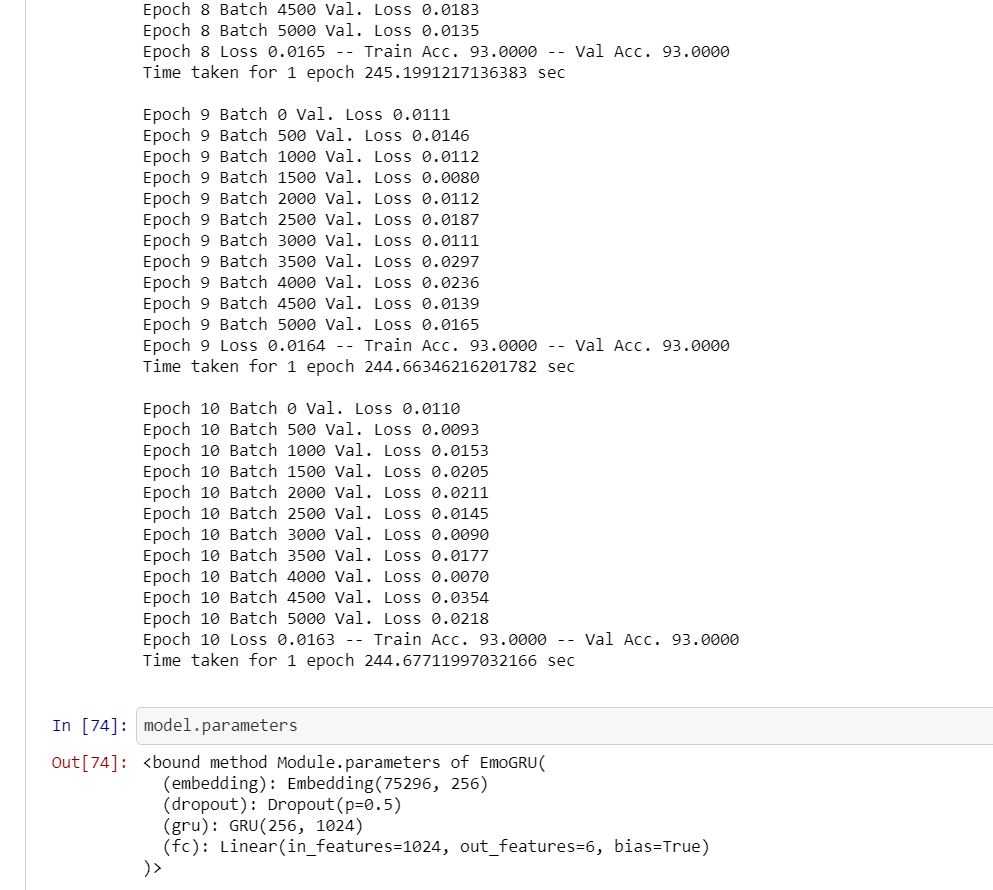 Epoch 8 Batch 4500 Val. Loss 0.0183
Epoch 8 Batch 5000 Val. Loss 0.0135
Epoch 8 Loss 0.0165 -- Train Acc. 93.0000 -- Val Acc. 93.0000
Time taken for 1 epoch 245.1991217136383 sec
Epoch 9 Batch 0 Val. Loss 0.0111
Epoch 9 Batch 500 Val. Loss 0.0146
Epoch 9 Batch 1000 Val. Loss 0.0112
Epoch 9 Batch 1500 Val. Loss 0.0080
Epoch 9 Batch 2000 Val. Loss 0.0112
Epoch 9 Batch 2500 Val. Loss 0.0187
Epoch 9 Batch 3000 Val. Loss 0.0111
Epoch 9 Batch 3500 Val. Loss 0.0297
Epoch 9 Batch 4000 Val. Loss 0.0236
Epoch 9 Batch 4500 Val. Loss 0.0139
Epoch 9 Batch 5000 Val. Loss 0.0165
Epoch 9 Loss 0.0164 -- Train Acc. 93.0000 -- Val Acc. 93.0000
Time taken for 1 epoch 244.66346216201782 sec
Epoch 10 Batch 0 Val. Loss 0.0110
Epoch 10 Batch 500 Val. Loss 0.0093
Epoch 10 Batch 1000 Val. Loss 0.0153
Epoch 10 Batch 1500 Val. Loss 0.0205
Epoch 10 Batch 2000 Val. Loss 0.0211
Epoch 10 Batch 2500 Val. Loss 0.0145
Epoch 10 Batch 3000 Val. Loss 0.0090
Epoch 10 Batch 3500 Val. Loss 0.0177
Epoch 10 Batch 4000 Val. Loss 0.0070
Epoch 10 Batch 4500 Val. Loss 0.0354
Epoch 10 Batch 5000 Val. Loss 0.0218
Epoch 10 Loss 0.0163 -- Train Acc. 93.0000 -- Val Acc. 93.0000
Time taken for 1 epoch 244.67711997032166 sec
In [74]: model.parameters
Out[74]: <bound method Module.parameters of EmoGRU(
(embedding): Embedding(75296, 256)
(dropout): Dropout(p=0.5)
(gru): GRU(256, 1024)
(fc): Linear(in_features=1024, out_features=6, bias=True)
)>